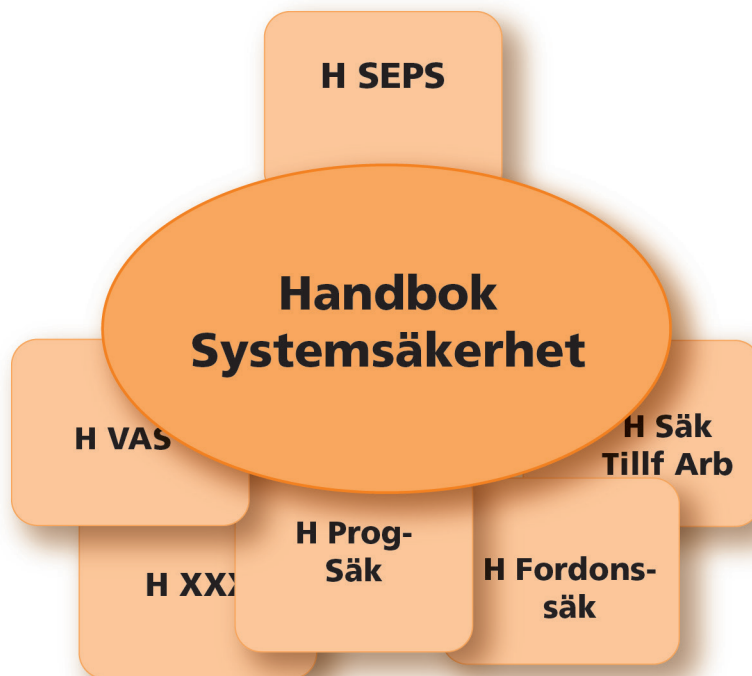 H SEPS
Handbok
Systemsäkerhet
H VAS
H Säk
Tillf Arb
H Prog-
Säk
H Fordons-
säk
H XXX